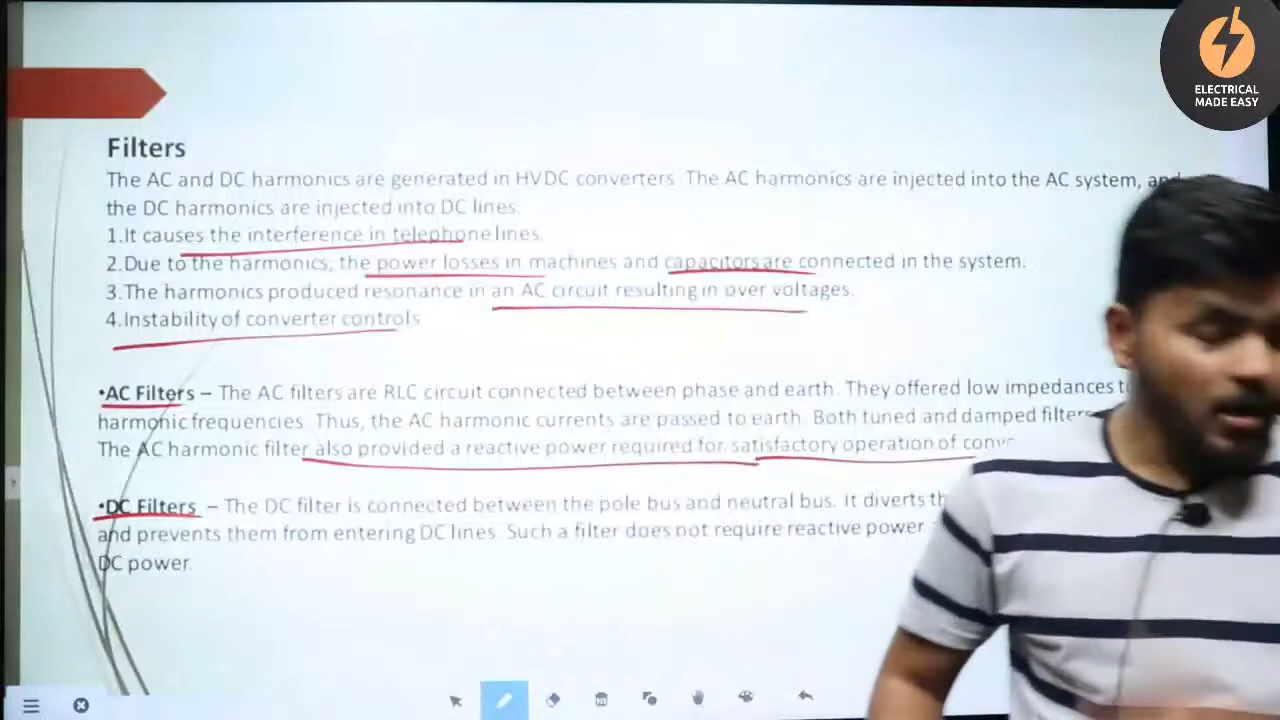 ELECTRICAL
MADE EASY
Filters
The AC and DC harmonics are generated in HVDC converters. The AC harmonics are injected into the AC system, and
the DC harmonics are injected into DC lines.
1.It causes the interference in telephone lines.
2.Due to the harmonics, the power losses in machines and capacitors are connected in the system.
3.The harmonics produced resonance in an AC circuit resulting in over voltages.
4.Instability of converter controls
•AC Filters – The AC filters are RLC circuit connected between phase and earth. They offered low impedances
harmonic frequencies. Thus, the AC harmonic currents are passed to earth. Both tuned and damped filters
The AC harmonic filter also provided a reactive power required for satisfactory operation of
•DC Filters – The DC filter is connected between the pole bus and neutral bus. It diverts
and prevents them from entering DC lines. Such a filter does not require reactive power
DC power.